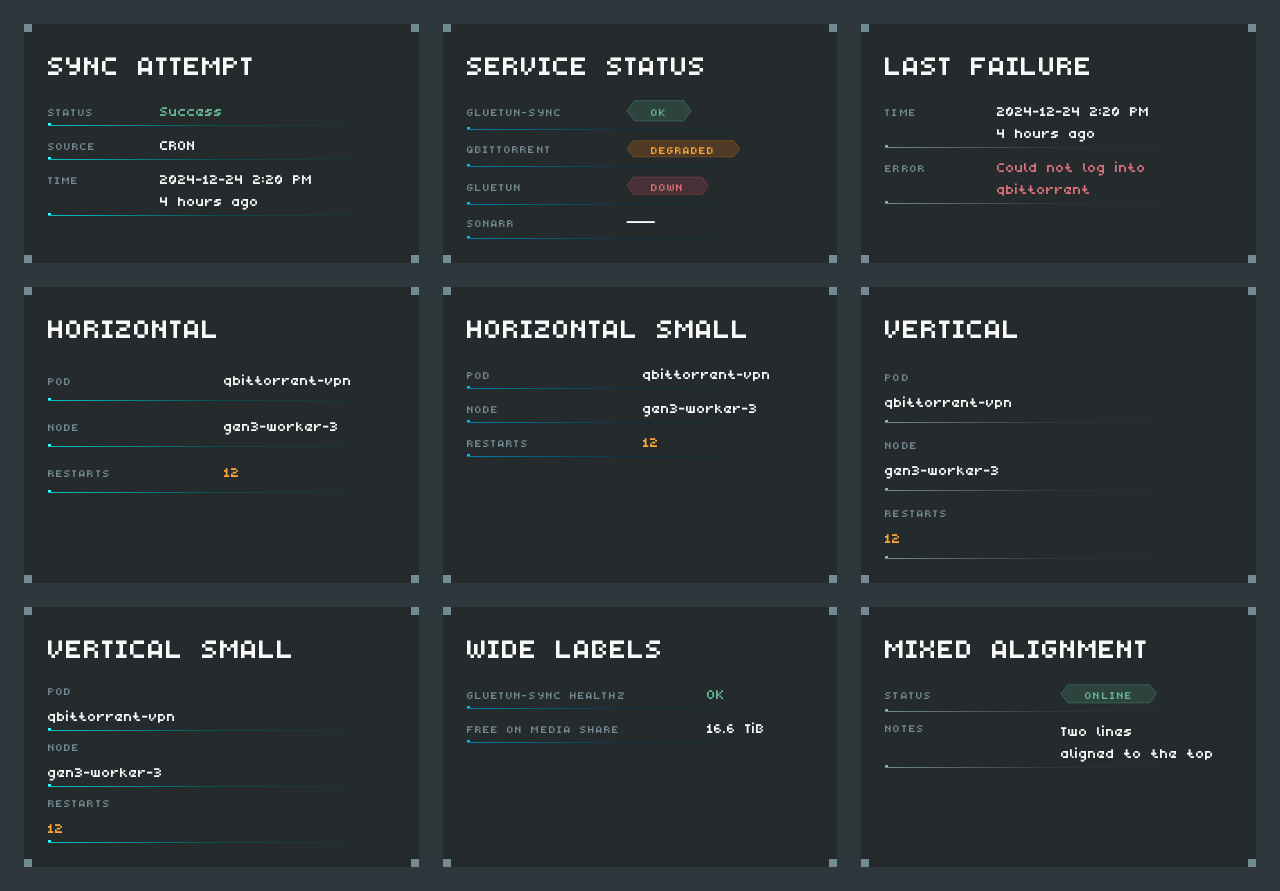 SYNC ATTEMPT
STATUS Success
SOURCE CRON
TIME 2024-12-24 2:20 PM
4 hours ago
SERVICE STATUS
GLUETUN-SYNC OK
QBITTORRENT DEGRADED
GLUETUN DOWN
SONARR —
LAST FAILURE
TIME 2024-12-24 2:20 PM
4 hours ago
ERROR Could not log into
qbittorrent
HORIZONTAL
POD qbittorrent-vpn
NODE gen3-worker-3
RESTARTS 12
HORIZONTAL SMALL
POD qbittorrent-vpn
NODE gen3-worker-3
RESTARTS 12
VERTICAL
POD
qbittorrent-vpn
NODE
gen3-worker-3
RESTARTS
12
VERTICAL SMALL
POD
qbittorrent-vpn
NODE
gen3-worker-3
RESTARTS
12
WIDE LABELS
GLUETUN-SYNC HEALTHZ OK
FREE ON MEDIA SHARE 16.6 TiB
MIXED ALIGNMENT
STATUS ONLINE
NOTES Two lines
aligned to the top